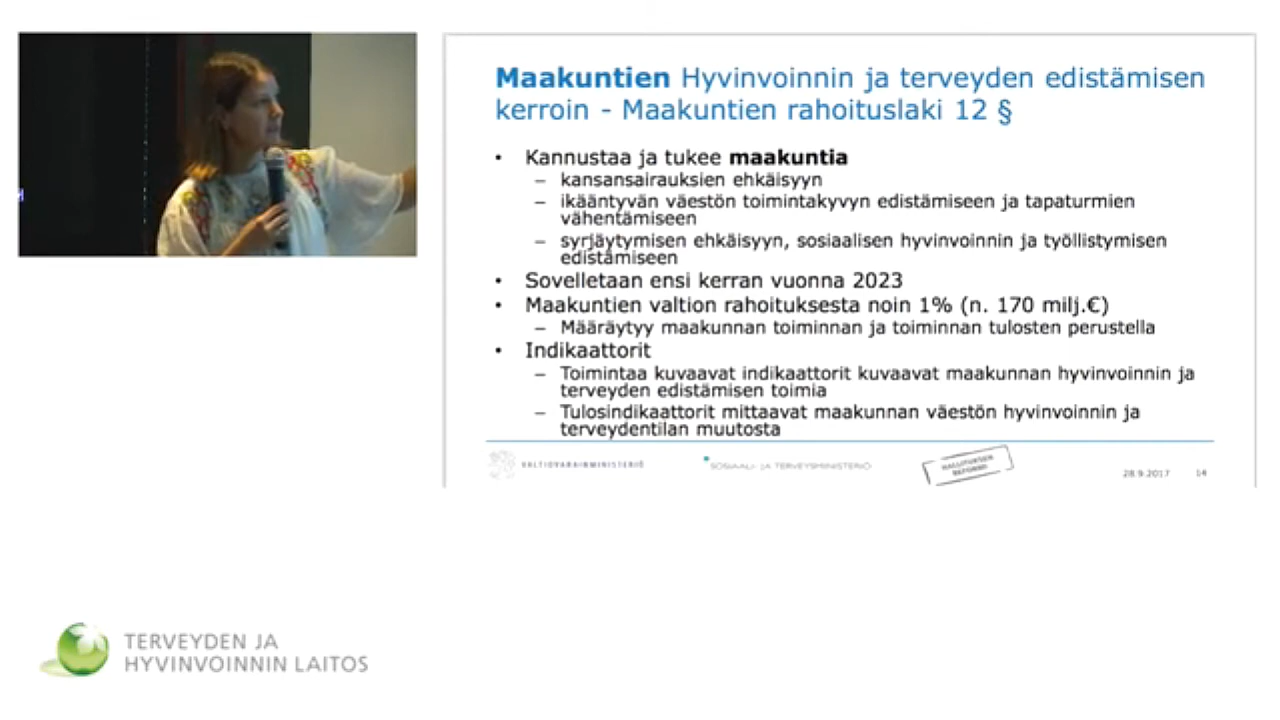 Maakuntien Hyvinvoinnin ja terveyden edistämisen
kerroin - Maakuntien rahoituslaki 12 §
• Kannustaa ja tukee maakuntia
– kansansairauksien ehkäisyyn
– ikääntyvän väestön toimintakyvyn edistämiseen ja tapaturmien
vähentämiseen
– syrjäytymisen ehkäisyyn, sosiaalisen hyvinvoinnin ja työllistymisen
edistämiseen
• Sovelletaan ensi kerran vuonna 2023
• Maakuntien valtion rahoituksesta noin 1% (n. 170 milj.€)
– Määräytyy maakunnan toiminnan ja toiminnan tulosten perustella
• Indikaattorit
– Toimintaa kuvaavat indikaattorit kuvaavat maakunnan hyvinvoinnin ja
terveyden edistämisen toimia
– Tulosindikaattorit mittaavat maakunnan väestön hyvinvoinnin ja
terveydentilan muutosta
VALTIOVARAINMINISTERIÖ
SOSIAALI- JA TERVEYSMINISTERIÖ
HALLITUKSEN
REFORMI
28.9.2017 14
TERVEYDEN JA
HYVINVOINNIN LAITOS